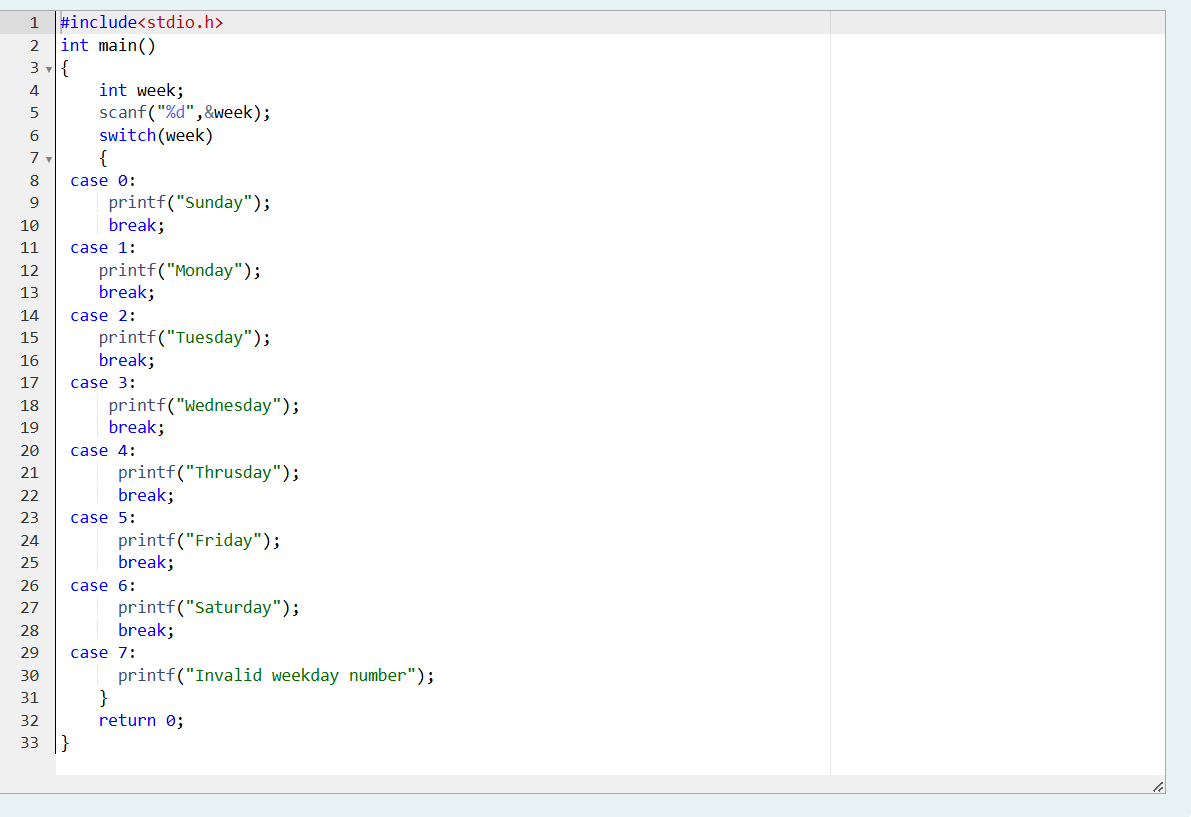 1 #include<stdio.h>
2 int main()
3 {
4     int week;
5     scanf("%d",&week);
6     switch(week)
7     {
8  case 0:
9      printf("Sunday");
10      break;
11  case 1:
12     printf("Monday");
13     break;
14  case 2:
15     printf("Tuesday");
16     break;
17  case 3:
18      printf("Wednesday");
19      break;
20  case 4:
21       printf("Thrusday");
22       break;
23  case 5:
24       printf("Friday");
25       break;
26  case 6:
27       printf("Saturday");
28       break;
29  case 7:
30       printf("Invalid weekday number");
31     }
32     return 0;
33 }